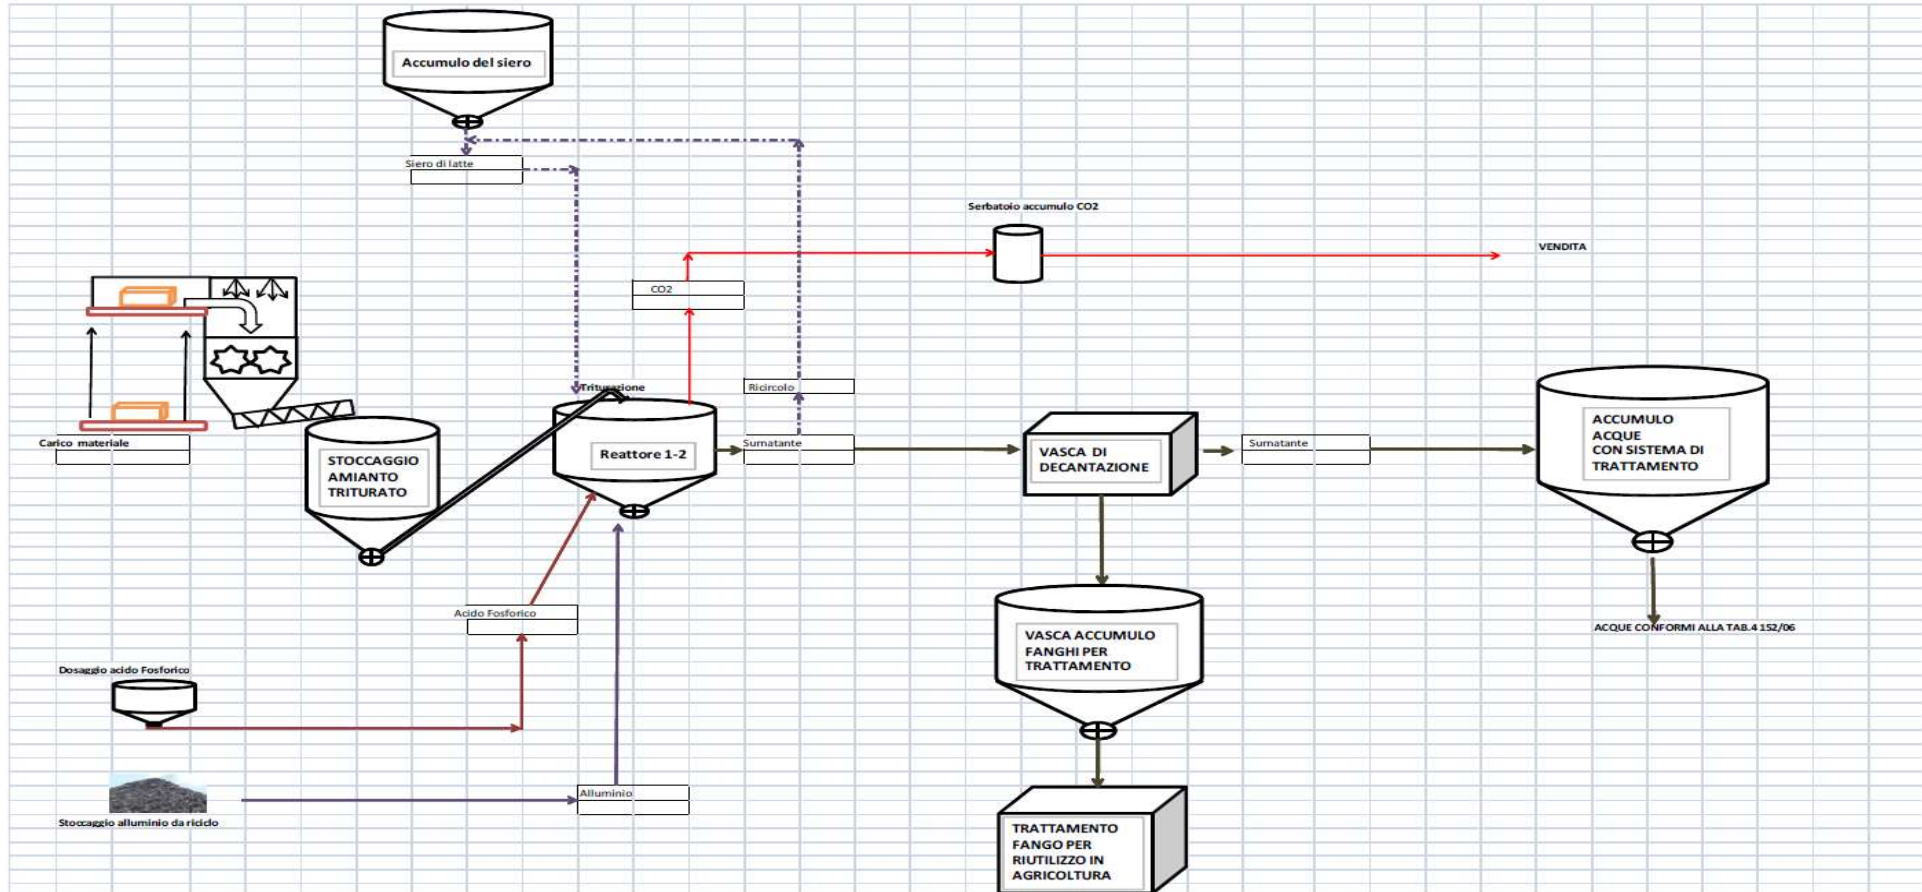 Accumulo del siero
Siero di latte
Serbatoio accumulo CO2
VENDITA
CO2
Triturazione
Ricircolo
Carico materiale
STOCCAGGIO
AMIANTO
TRITURATO
Reattore 1-2
Surnatante
VASCA DI
DECANTAZIONE
Surnatante
ACCUMULO
ACQUE
CON SISTEMA DI
TRATTAMENTO
Acido Fosforico
VASCA ACCUMULO
FANGHI PER
TRATTAMENTO
ACQUE CONFORMI ALLA TAB.4 152/06
Dosaggio acido Fosforico
Alluminio
Stoccaggio alluminio da riciclo
TRATTAMENTO
FANGO PER
RIUTILIZZO IN
AGRICOLTURA